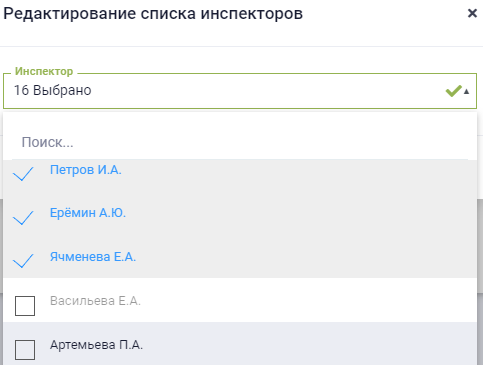 Редактирование списка инспекторов
Инспектор
16 Выбрано
Поиск...
Петров И.А.
Ерёмин А.Ю.
Ячменева Е.А.
Васильева Е.А.
Артемьева П.А.